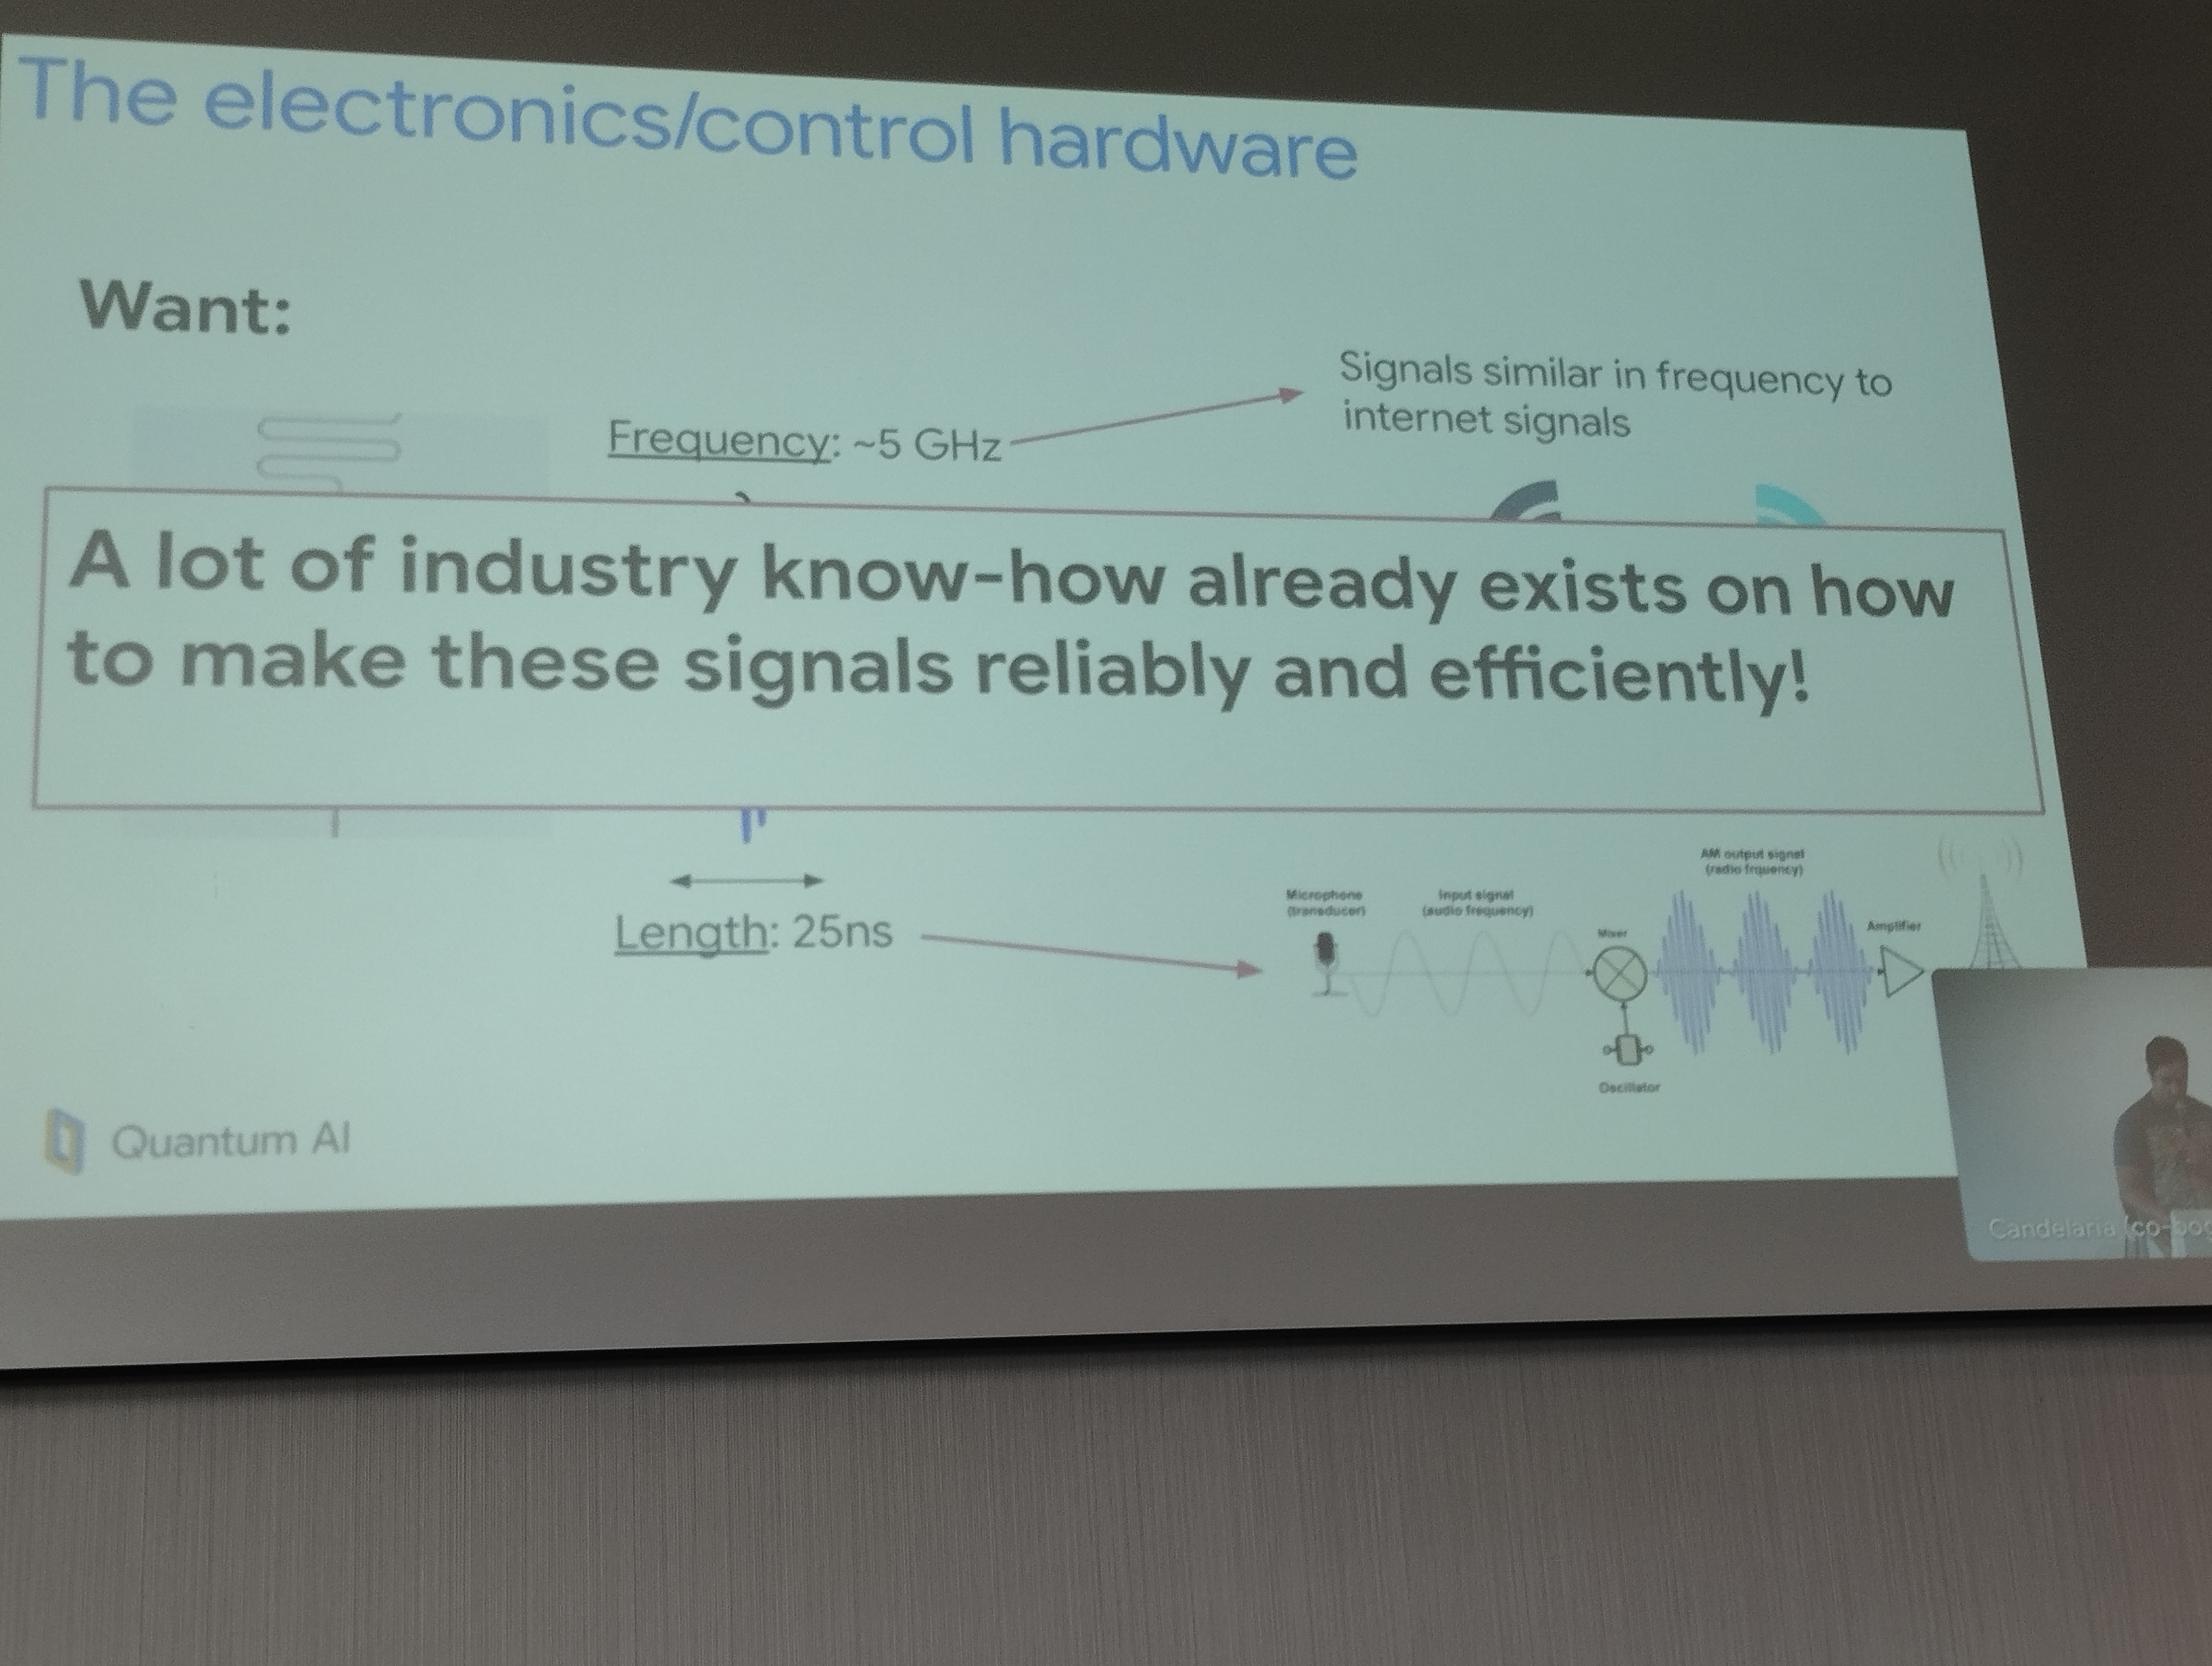 The electronics/control hardware
Want:
Signals similar in frequency to
internet signals
Frequency: ~5 GHz
A lot of industry know-how already exists on how
to make these signals reliably and efficiently!
Length: 25ns
Microphone
(transducer)
Input signal
(audio frequency)
Mixer
Oscillator
AM output signal
(radio frquency)
Amplifier
Quantum AI
Candelaria (co-bog